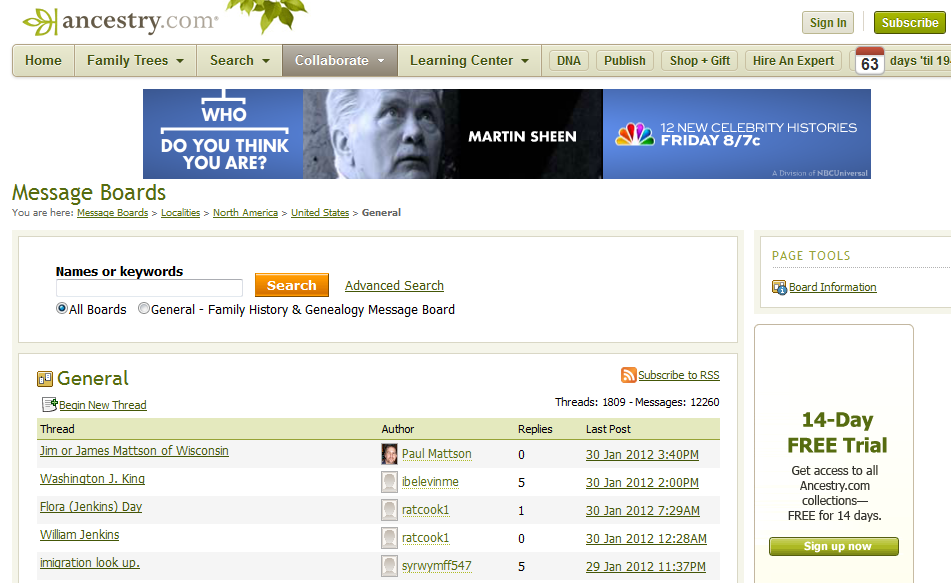 ancestry.com
Sign In
Subscribe
Home
Family Trees
Search
Collaborate
Learning Center
DNA
Publish
Shop + Gift
Hire An Expert
63
days 'til 19
WHO
DO YOU THINK
YOU ARE?
MARTIN SHEEN
12 NEW CELEBRITY HISTORIES
FRIDAY 8/7c
A Division of NBCUniversal
Message Boards
You are here: Message Boards > Localities > North America > United States > General
Names or keywords
Search
Advanced Search
All Boards
General - Family History & Genealogy Message Board
PAGE TOOLS
Board Information
General
Subscribe to RSS
Begin New Thread
Threads: 1809 - Messages: 12260
Thread Author Replies Last Post
Jim or James Mattson of Wisconsin Paul Mattson 0 30 Jan 2012 3:40PM
Washington J. King ibelevinme 5 30 Jan 2012 2:00PM
Flora (Jenkins) Day ratcook1 1 30 Jan 2012 7:29AM
William Jenkins ratcook1 0 30 Jan 2012 12:28AM
imigration look up. syrwymff547 5 29 Jan 2012 11:37PM
14-Day
FREE Trial
Get access to all
Ancestry.com
collections—
FREE for 14 days.
Sign up now